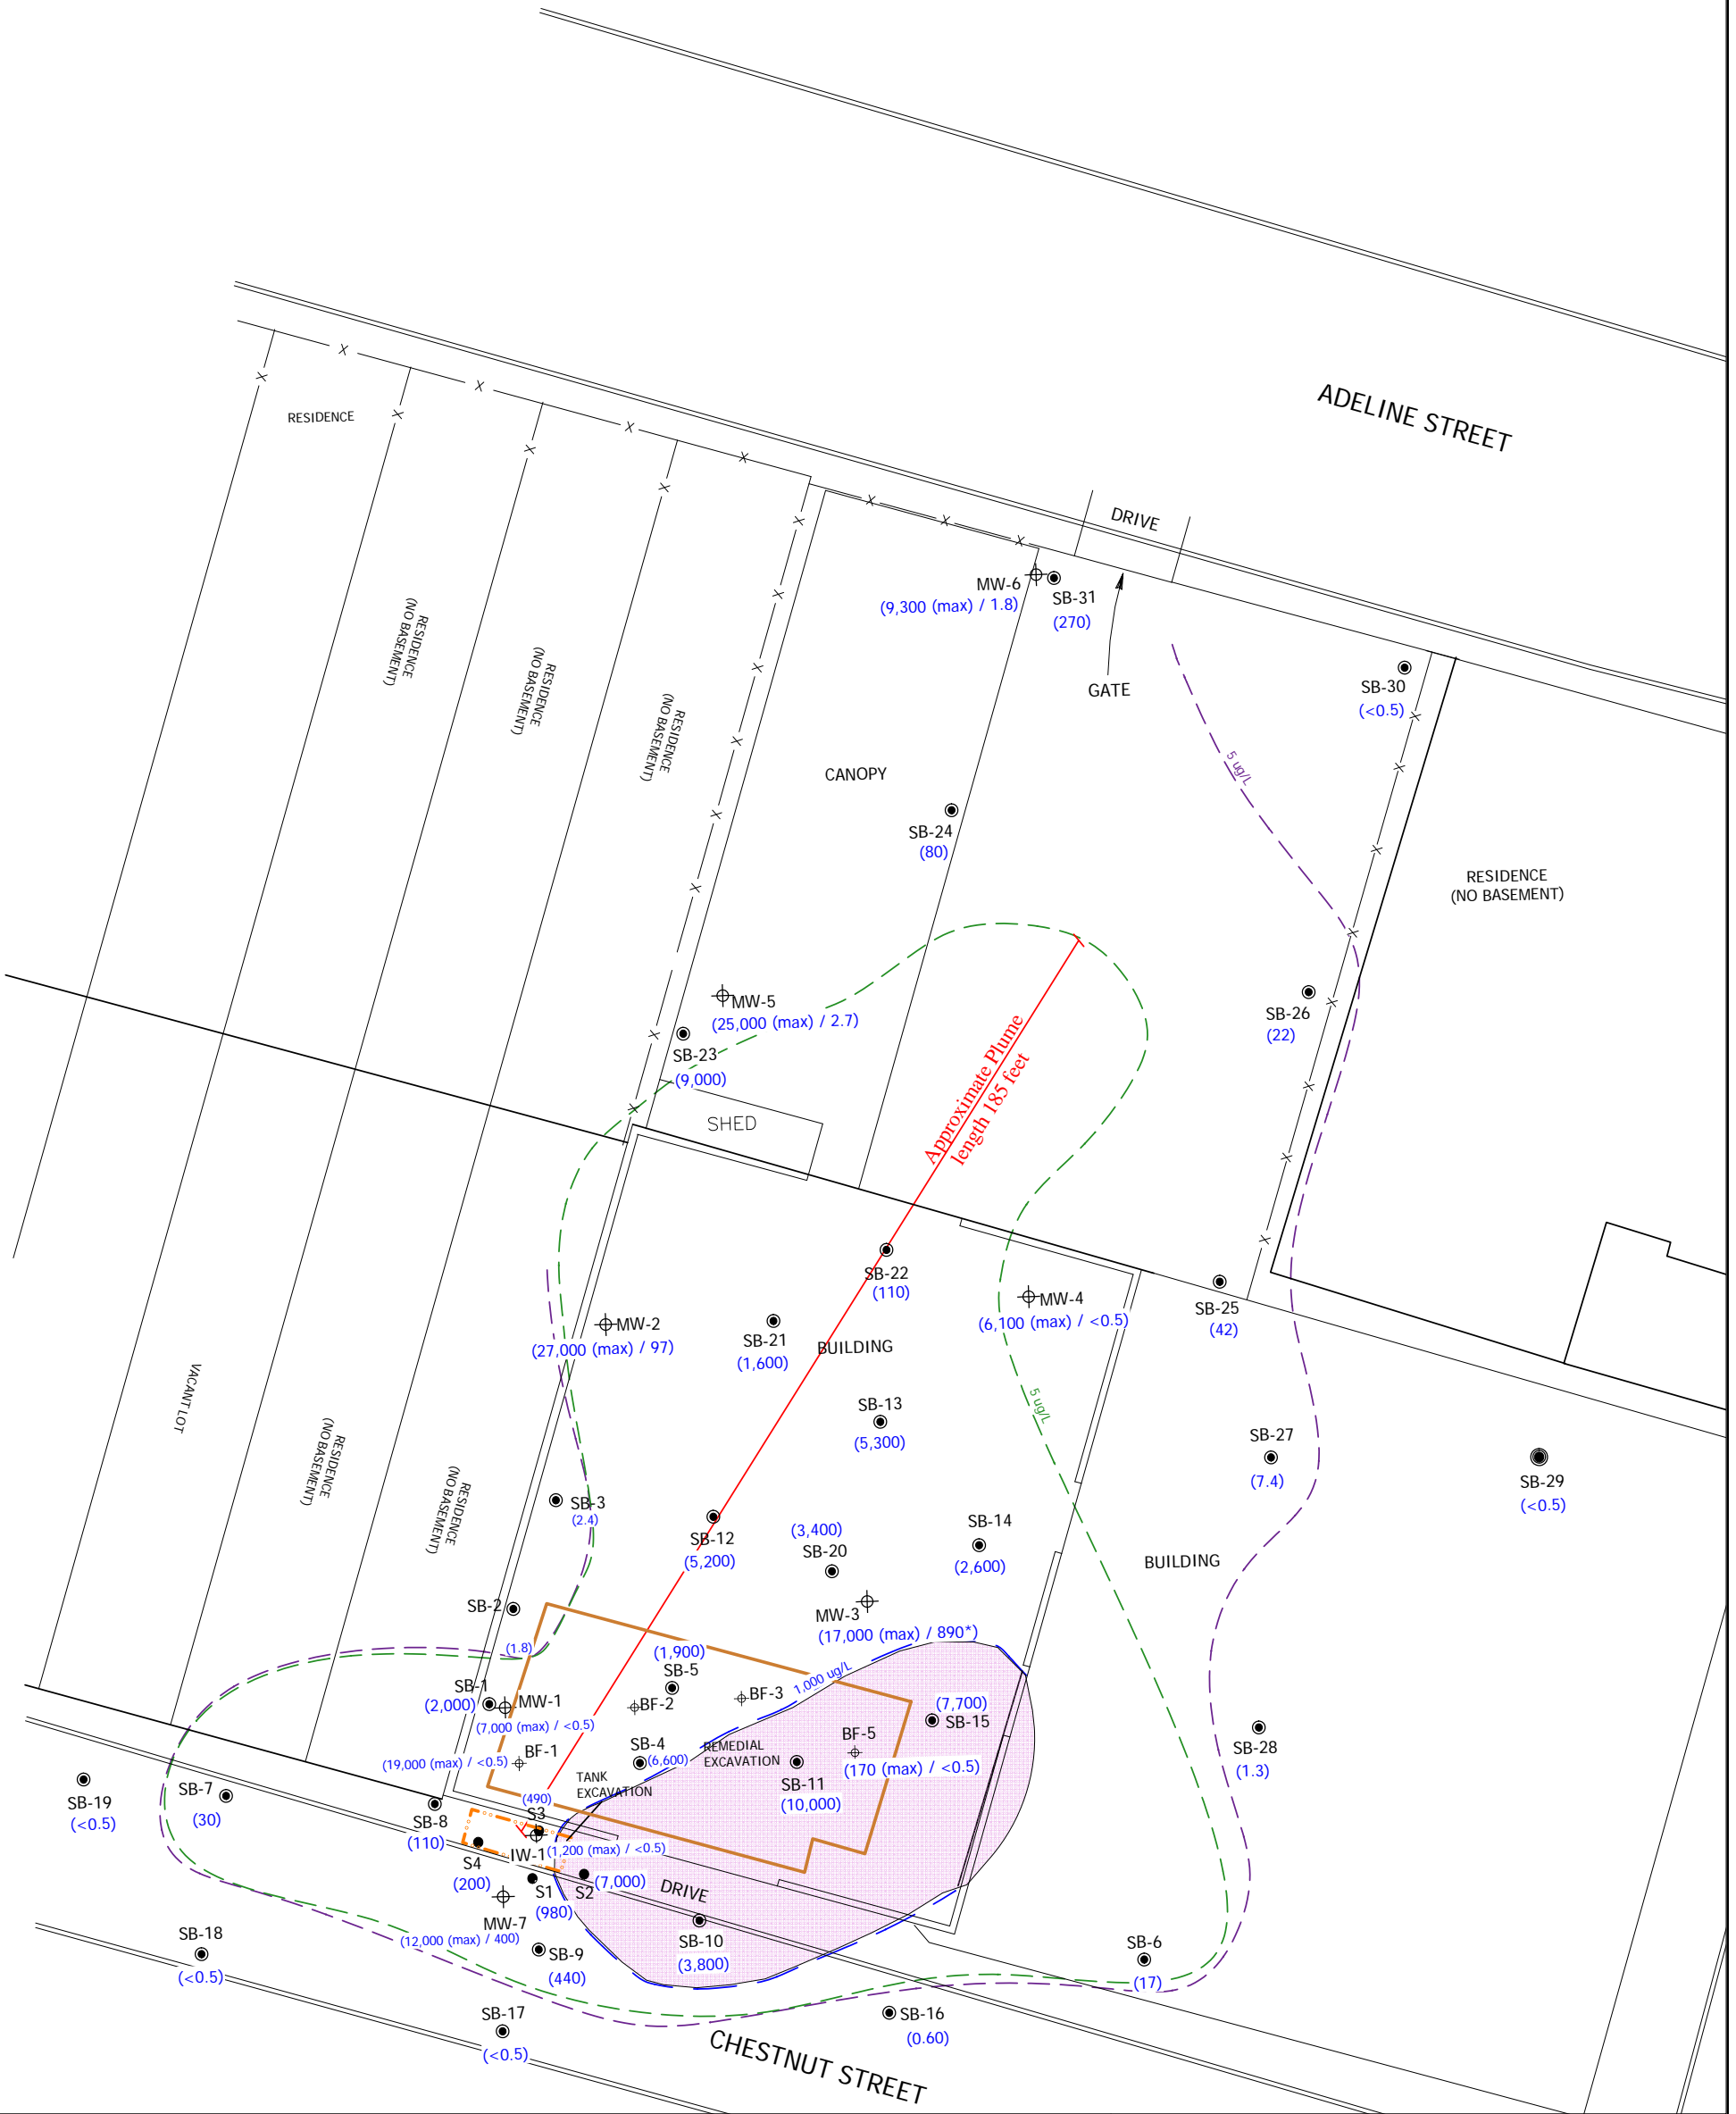 ADELINE STREET
RESIDENCE
DRIVE
MW-6
(9,300 (max) / 1.8)
SB-31
(270)
GATE
SB-30
(<0.5)
RESIDENCE
(NO BASEMENT)
RESIDENCE
(NO BASEMENT)
RESIDENCE
(NO BASEMENT)
5 ug/L
CANOPY
SB-24
(80)
RESIDENCE
(NO BASEMENT)
MW-5
(25,000 (max) / 2.7)
SB-23
(9,000)
SHED
SB-26
(22)
Approximate Plume
length 185 feet
SB-22
(110)
MW-4
(6,100 (max) / <0.5)
SB-25
(42)
MW-2
(27,000 (max) / 97)
SB-21
(1,600)
BUILDING
SB-13
(5,300)
5 ug/L
VACANT LOT
RESIDENCE
(NO BASEMENT)
RESIDENCE
(NO BASEMENT)
SB-27
(7.4)
SB-29
(<0.5)
SB-3
(2.4)
SB-12
(5,200)
(3,400)
SB-20
SB-14
(2,600)
BUILDING
SB-2
(1.8)
MW-3
(17,000 (max) / 890*)
(1,900)
SB-5
1,000 ug/L
SB-1
(2,000)
MW-1
(7,000 (max) / <0.5)
BF-2
BF-3
(7,700)
SB-15
BF-1
(19,000 (max) / <0.5)
SB-4
(6,600)
REMEDIAL
EXCAVATION
BF-5
(170 (max) / <0.5)
SB-11
(10,000)
SB-28
(1.3)
TANK
EXCAVATION
(490)
S3
SB-19
(<0.5)
SB-7
(30)
SB-8
(110)
IW-1
(1,200 (max) / <0.5)
S4
(200)
S1
(980)
S2
(7,000)
DRIVE
MW-7
(12,000 (max) / 400)
SB-18
(<0.5)
SB-9
(440)
SB-10
(3,800)
SB-6
(17)
SB-17
(<0.5)
SB-16
(0.60)
CHESTNUT STREET